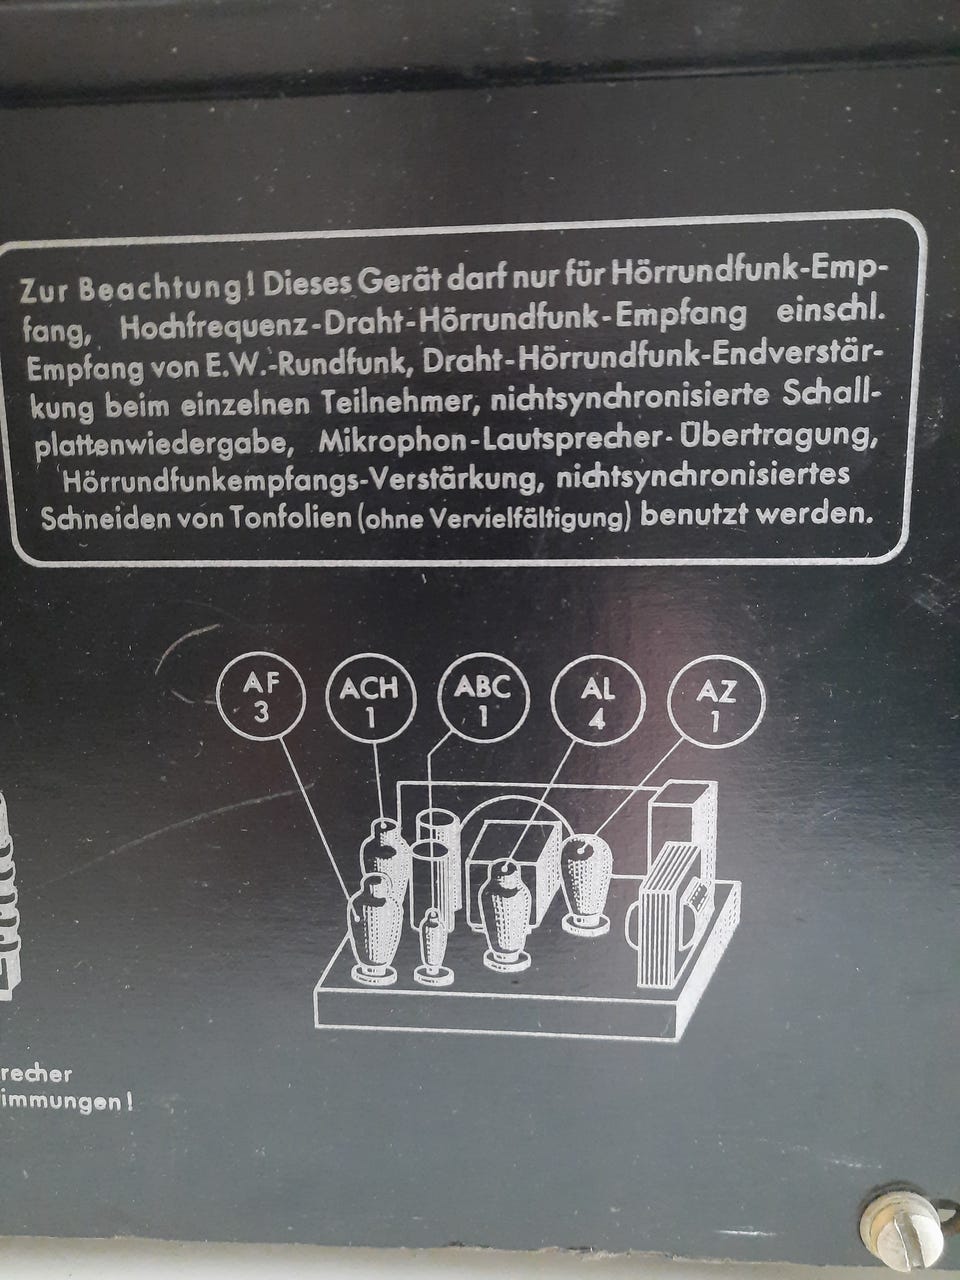 Zur Beachtung! Dieses Gerät darf nur für Hörrundfunk-Emp-
fang, Hochfrequenz-Draht-Hörrundfunk-Empfang einschl.
Empfang von E.W.-Rundfunk, Draht-Hörrundfunk-Endverstär-
kung beim einzelnen Teilnehmer, nichtsynchronisierte Schall-
plattenwiedergabe, Mikrophon-Lautsprecher-Übertragung,
Hörrundfunkempfangs-Verstärkung, nichtsynchronisiertes
Schneiden von Tonfolien (ohne Vervielfältigung) benutzt werden.
AF
3
ACH
1
ABC
1
AL
4
AZ
1
recher
immungen!